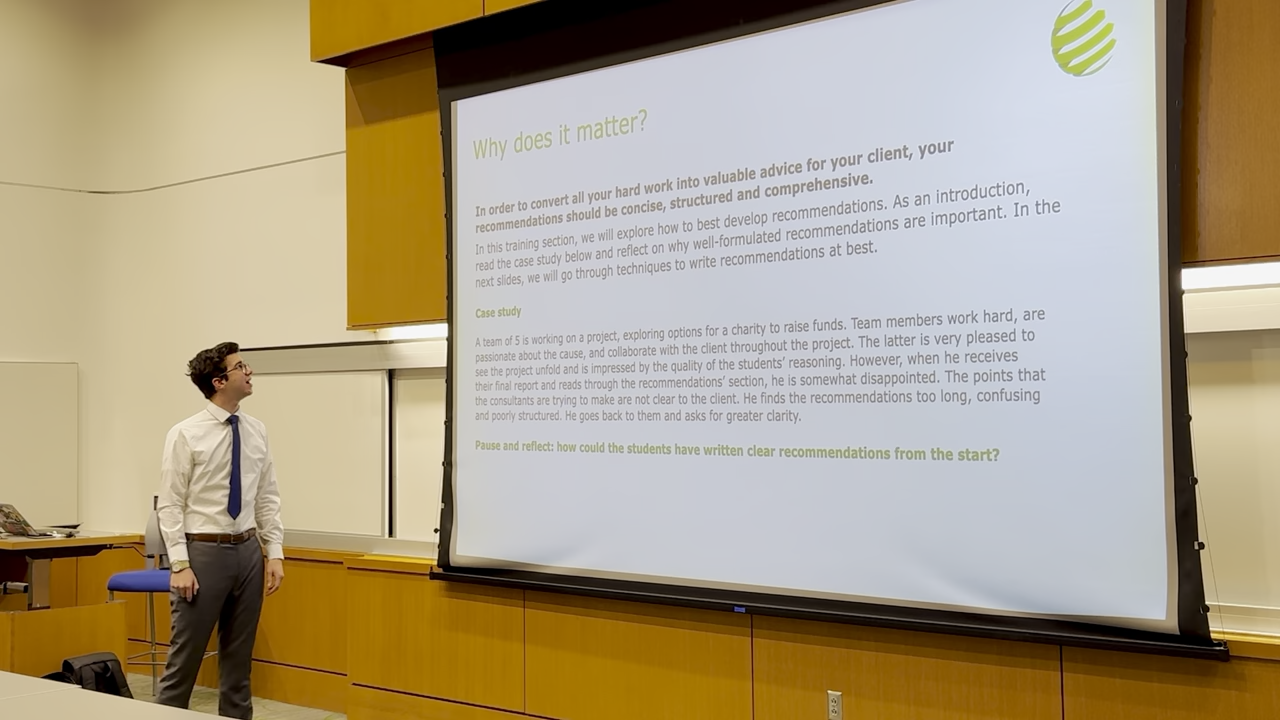 Why does it matter?
In order to convert all your hard work into valuable advice for your client, your
recommendations should be concise, structured and comprehensive.
In this training section, we will explore how to best develop recommendations. As an introduction,
read the case study below and reflect on why well-formulated recommendations are important. In the
next slides, we will go through techniques to write recommendations at best.
Case study
A team of 5 is working on a project, exploring options for a charity to raise funds. Team members work hard, are
passionate about the cause, and collaborate with the client throughout the project. The latter is very pleased to
see the project unfold and is impressed by the quality of the students’ reasoning. However, when he receives
their final report and reads through the recommendations’ section, he is somewhat disappointed. The points that
the consultants are trying to make are not clear to the client. He finds the recommendations too long, confusing
and poorly structured. He goes back to them and asks for greater clarity.
Pause and reflect: how could the students have written clear recommendations from the start?